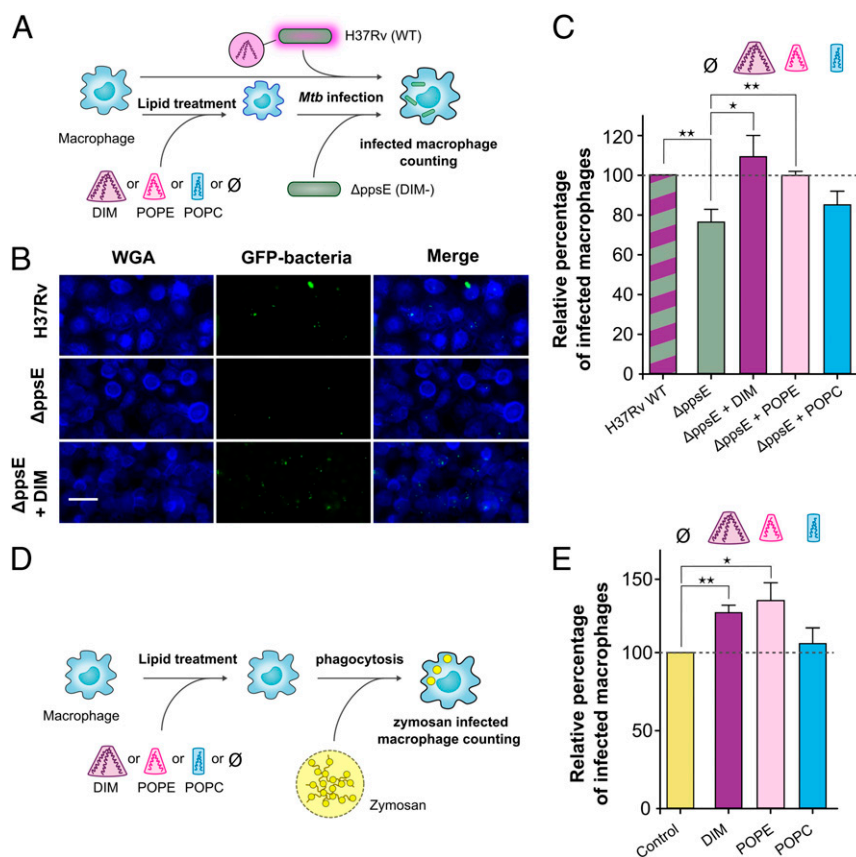 A
H37Rv (WT)
Lipid treatment
Mtb infection
Macrophage
infected macrophage
counting
DIM or POPE or POPC or Ø
ΔppsE (DIM-)
B
WGA
GFP-bacteria
Merge
H37Rv
ΔppsE
ΔppsE
+ DIM
C
Ø
★★
★
★★
Relative percentage
of infected macrophages
120
100
80
60
40
20
0
H37Rv WT
ΔppsE
ΔppsE + DIM
ΔppsE + POPE
ΔppsE + POPC
D
Lipid treatment
phagocytosis
Macrophage
zymosan infected
macrophage counting
DIM or POPE or POPC or Ø
Zymosan
E
Ø
★
★★
Relative percentage
of infected macrophages
150
100
50
0
Control
DIM
POPE
POPC